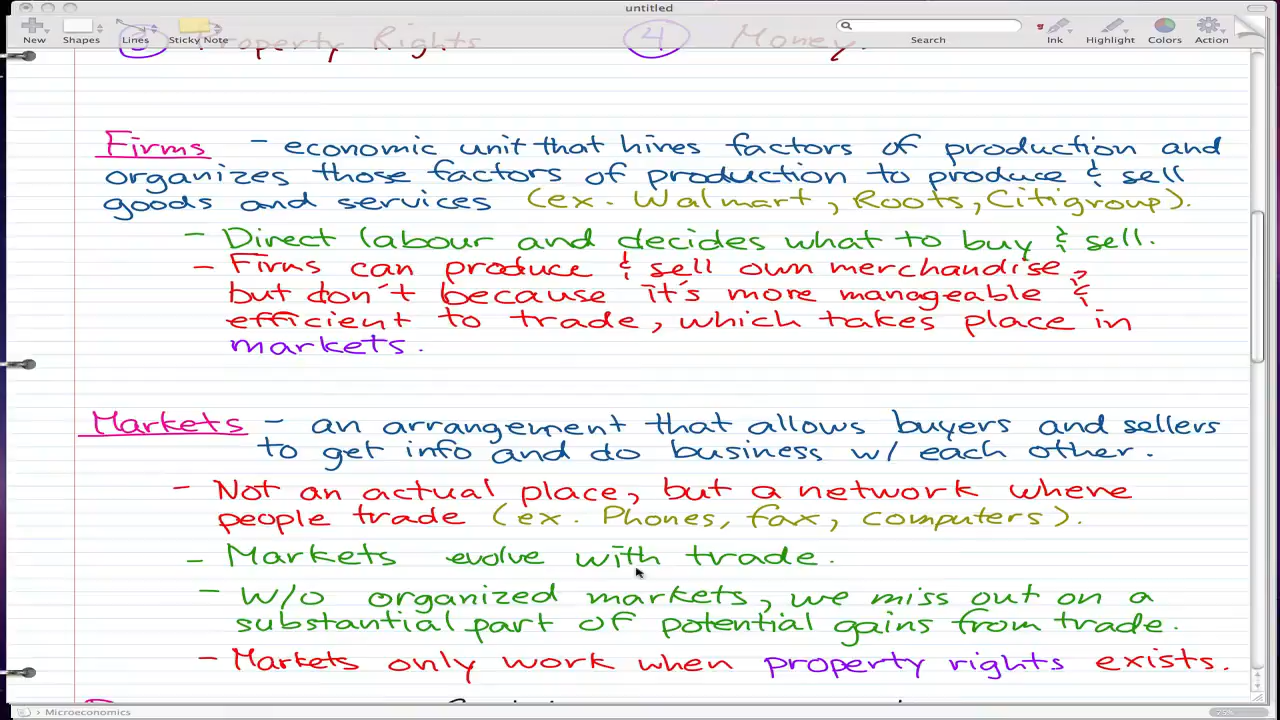 untitled
New Shapes Lines Sticky Note Search Ink Highlight Colors Action
3 Property Rights 4 Money
Firms - economic unit that hires factors of production and
organizes those factors of production to produce & sell
goods and services (ex. Walmart, Roots, Citigroup).
- Direct labour and decides what to buy & sell.
- Firms can produce & sell own merchandise,
but don't because it's more manageable &
efficient to trade, which takes place in
markets.
Markets - an arrangement that allows buyers and sellers
to get info and do business w/ each other.
- Not an actual place, but a network where
people trade (ex. Phones, fax, computers).
- Markets evolve with trade.
- W/o organized markets, we miss out on a
substantial part of potential gains from trade.
- Markets only work when property rights exists.
Microeconomics